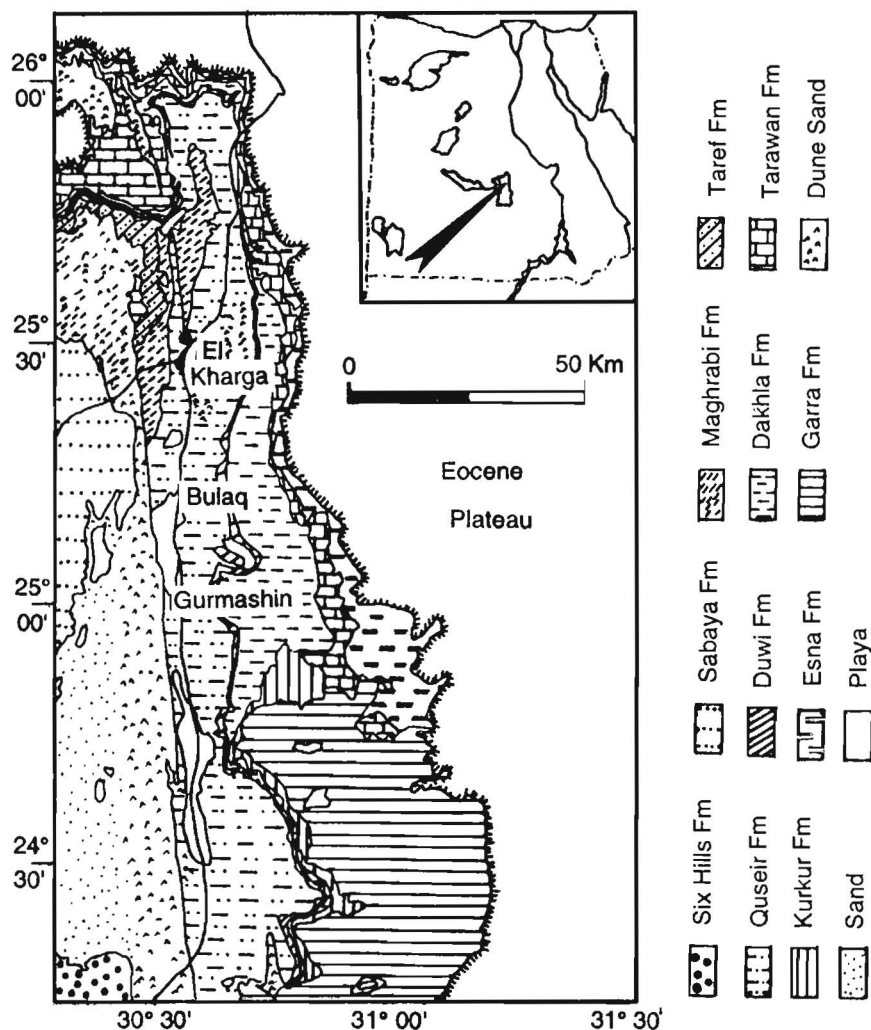 26°
00'
25°
30'
25°
00'
24°
30'
30° 30'
31° 00'
31° 30'
0
50 Km
El
Kharga
Bulaq
Gurmashin
Eocene
Plateau
Six Hills Fm
Sabaya Fm
Maghrabi Fm
Taref Fm
Quseir Fm
Duwi Fm
Dakhla Fm
Tarawan Fm
Kurkur Fm
Esna Fm
Garra Fm
Dune Sand
Sand
Playa